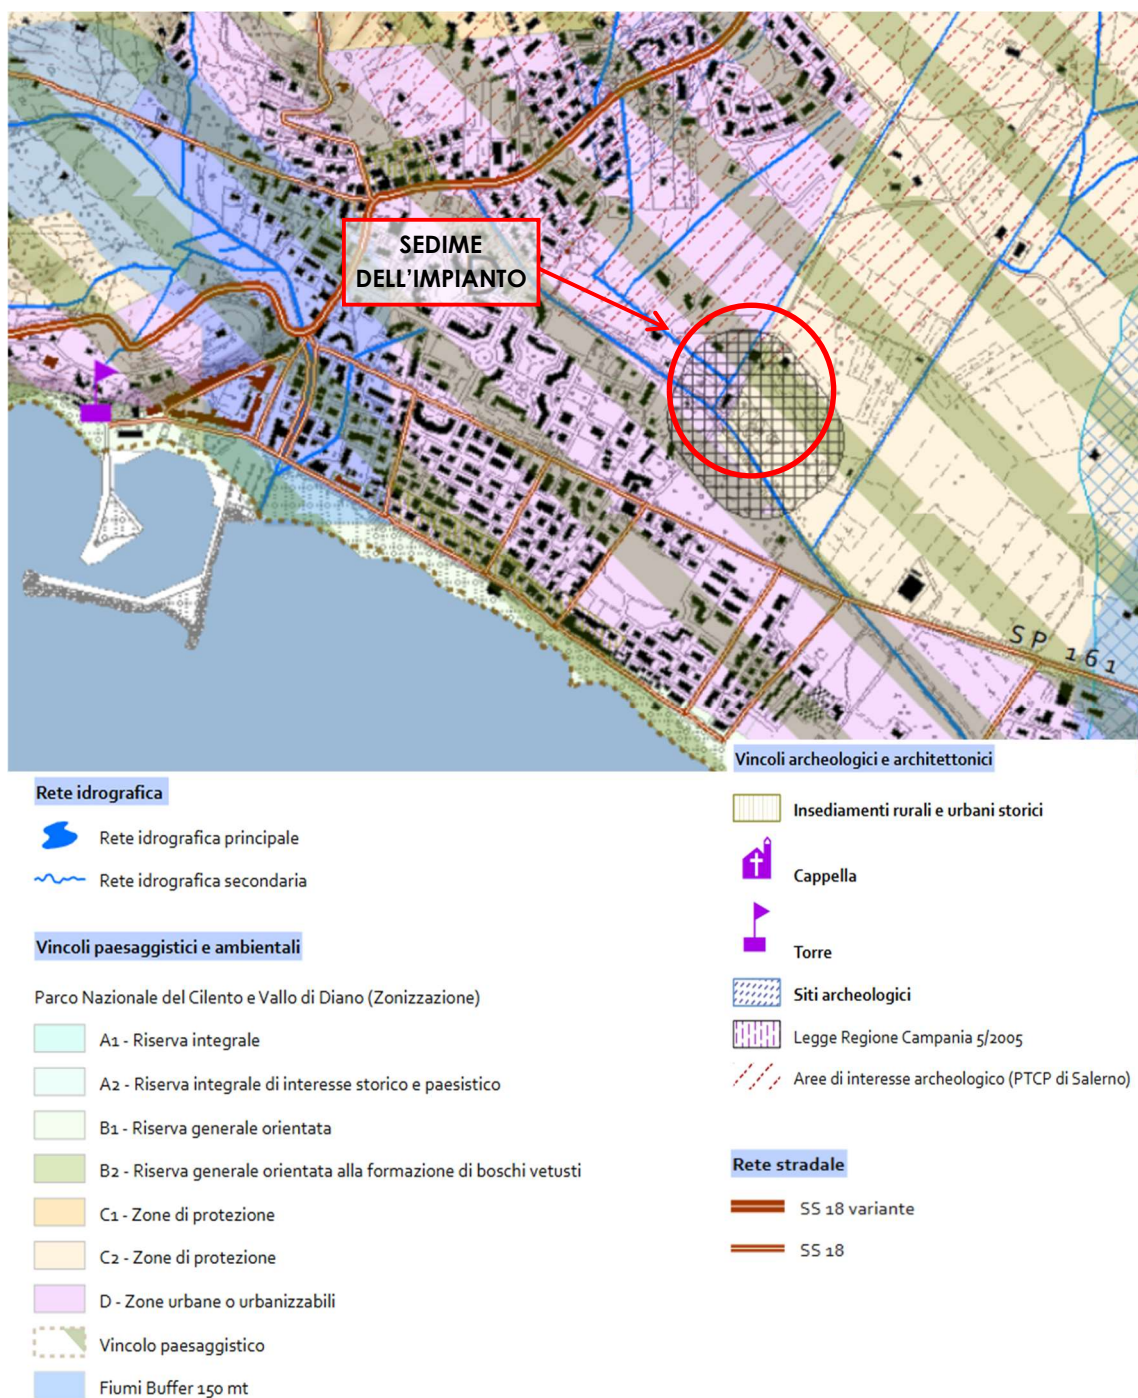 SEDIME
DELL'IMPIANTO
SP 161
Rete idrografica
Rete idrografica principale
Rete idrografica secondaria
Vincoli paesaggistici e ambientali
Parco Nazionale del Cilento e Vallo di Diano (Zonizzazione)
A1 - Riserva integrale
A2 - Riserva integrale di interesse storico e paesistico
B1 - Riserva generale orientata
B2 - Riserva generale orientata alla formazione di boschi vetusti
C1 - Zone di protezione
C2 - Zone di protezione
D - Zone urbane o urbanizzabili
Vincolo paesaggistico
Fiumi Buffer 150 mt
Vincoli archeologici e architettonici
Insediamenti rurali e urbani storici
Cappella
Torre
Siti archeologici
Legge Regione Campania 5/2005
Aree di interesse archeologico (PTCP di Salerno)
Rete stradale
SS 18 variante
SS 18